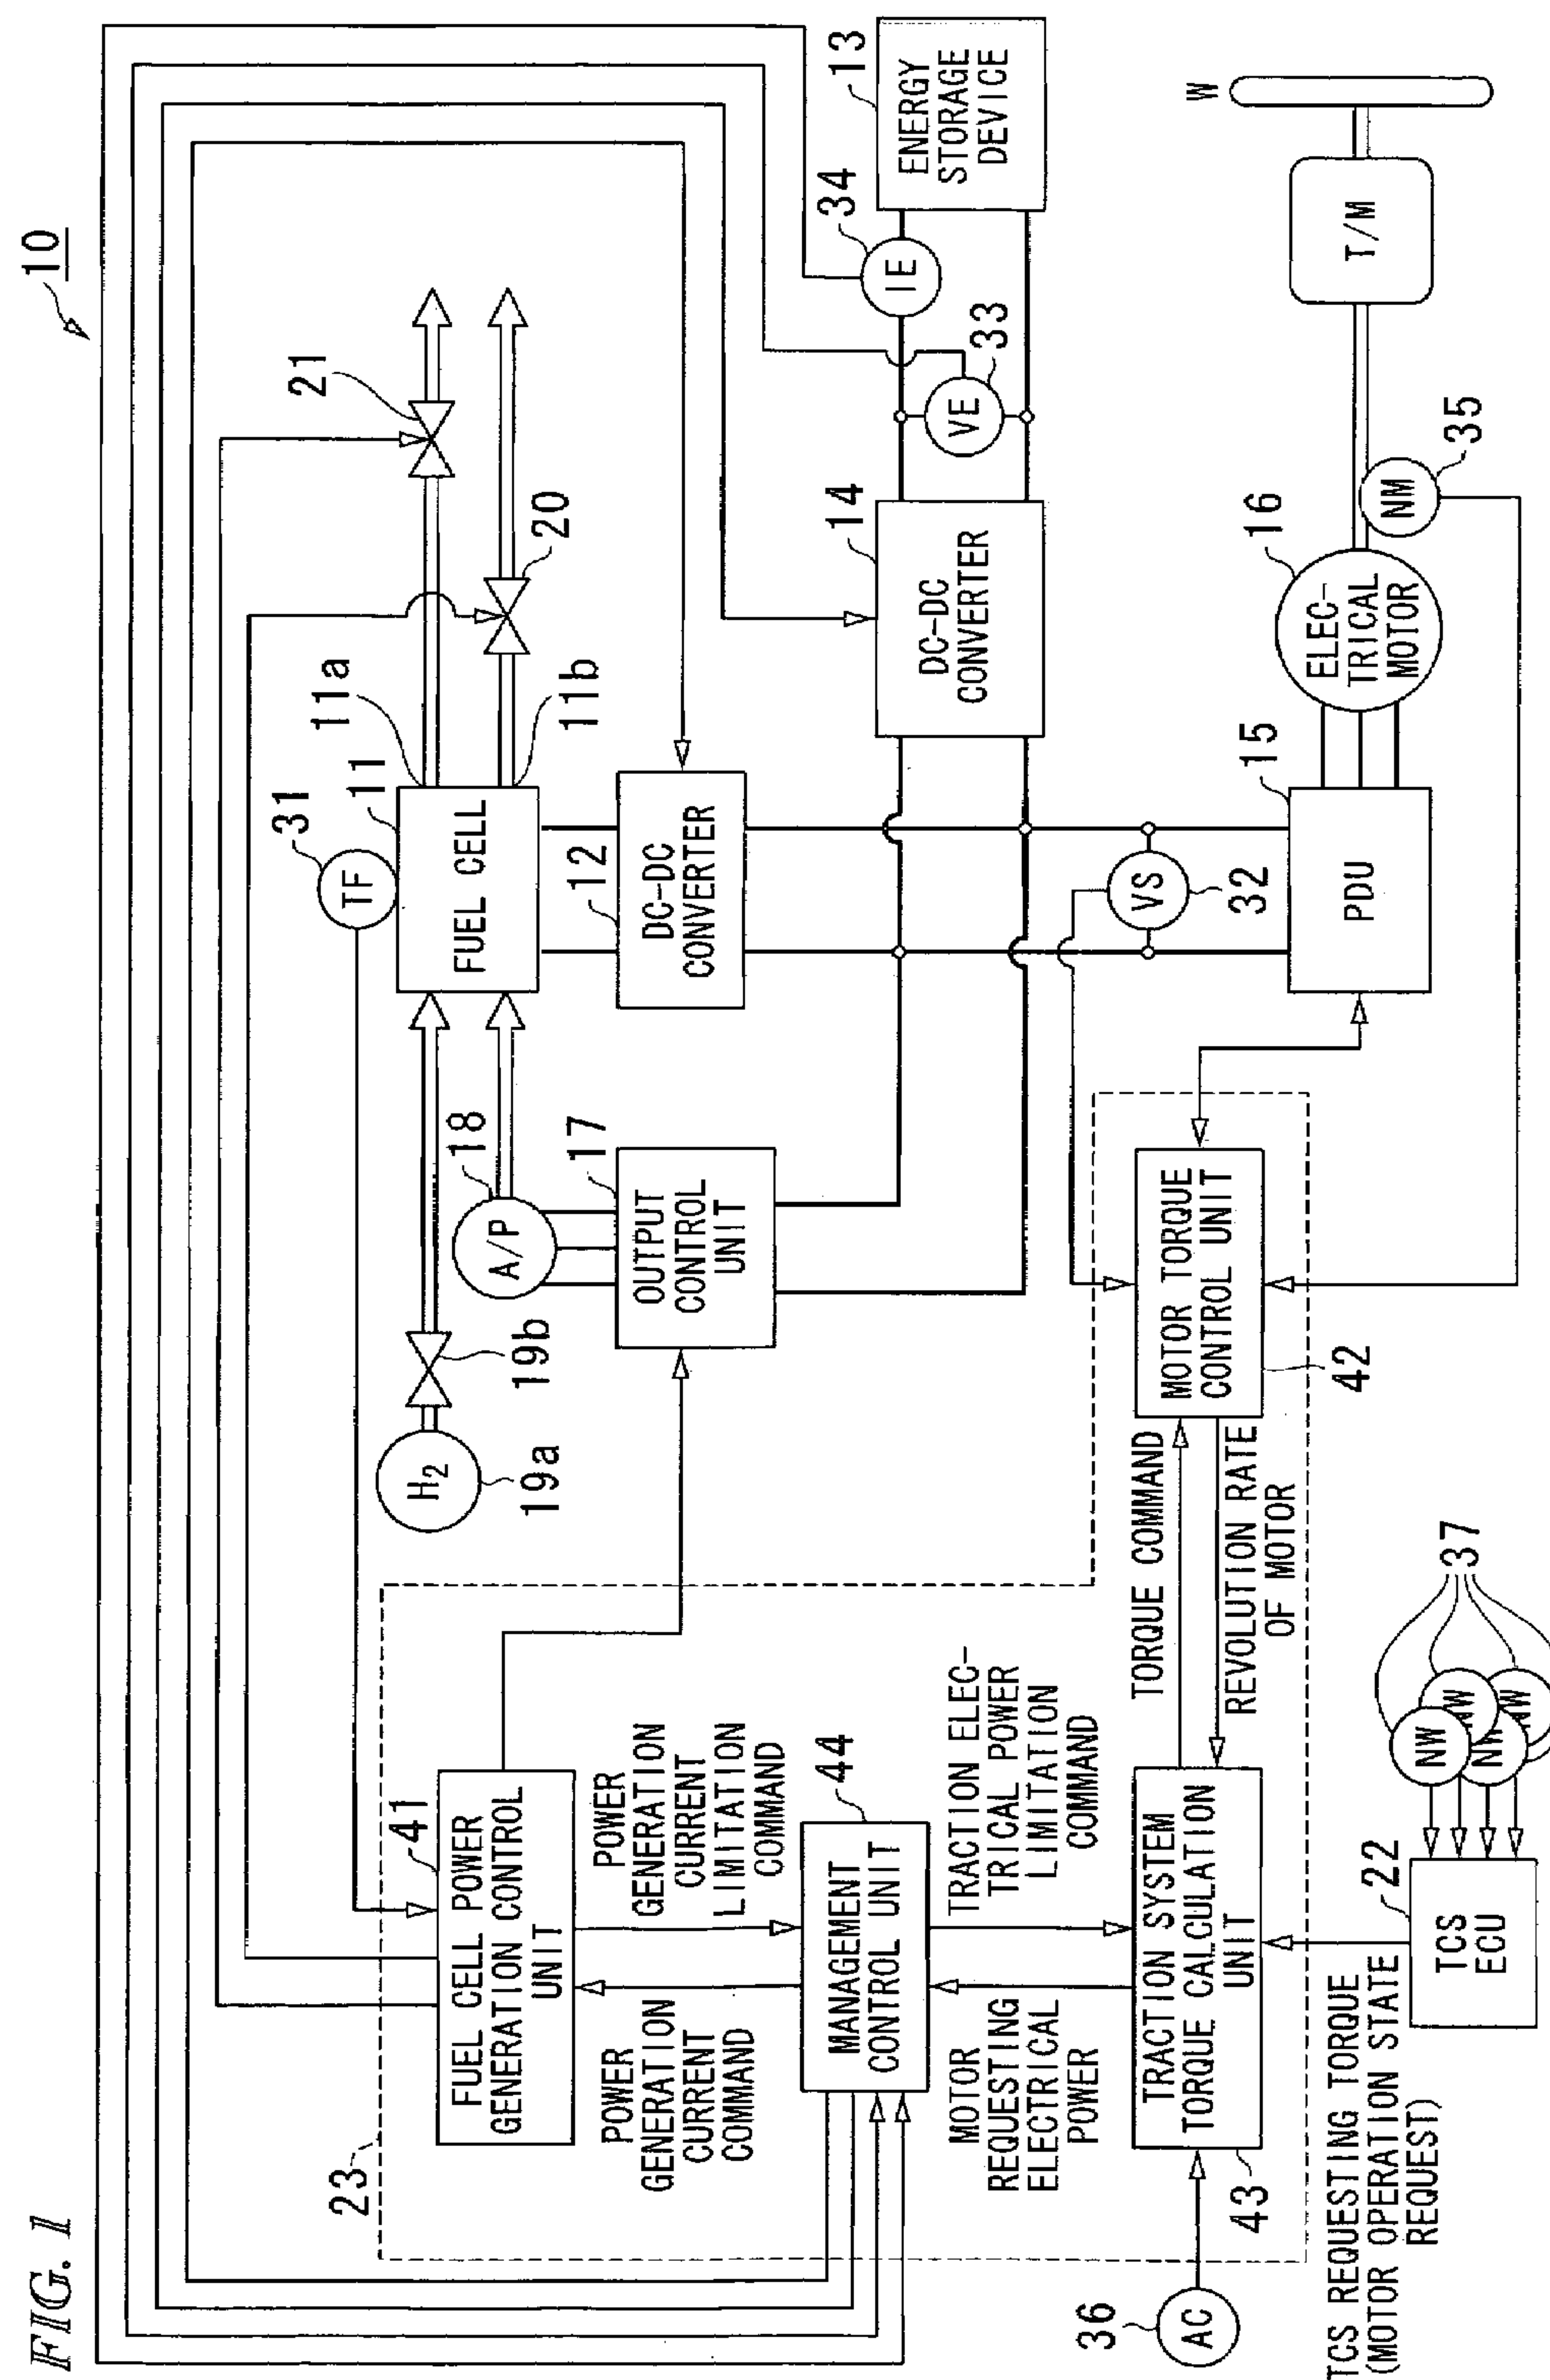 FIG. 1
10
23
FUEL CELL POWER
GENERATION CONTROL
UNIT
41
POWER
GENERATION
CURRENT
COMMAND
POWER
GENERATION
CURRENT
LIMITATION
COMMAND
MANAGEMENT
CONTROL UNIT
44
MOTOR
REQUESTING
ELECTRICAL
POWER
TRACTION ELEC-
TRICAL POWER
LIMITATION
COMMAND
TRACTION SYSTEM
TORQUE CALCULATION
UNIT
43
AC
36
TCS REQUESTING TORQUE
(MOTOR OPERATION STATE
REQUEST)
TCS
ECU
22
NW
NW
NW
NW
37
TORQUE COMMAND
REVOLUTION RATE
OF MOTOR
MOTOR TORQUE
CONTROL UNIT
42
H2
19a
19b
A/P
18
OUTPUT
CONTROL
UNIT
17
TF
31
FUEL CELL
11
11a
11b
DC-DC
CONVERTER
12
21
20
DC-DC
CONVERTER
14
VE
33
IE
34
ENERGY
STORAGE
DEVICE
13
VS
32
PDU
15
ELEC-
TRICAL
MOTOR
16
NM
35
T/M
W